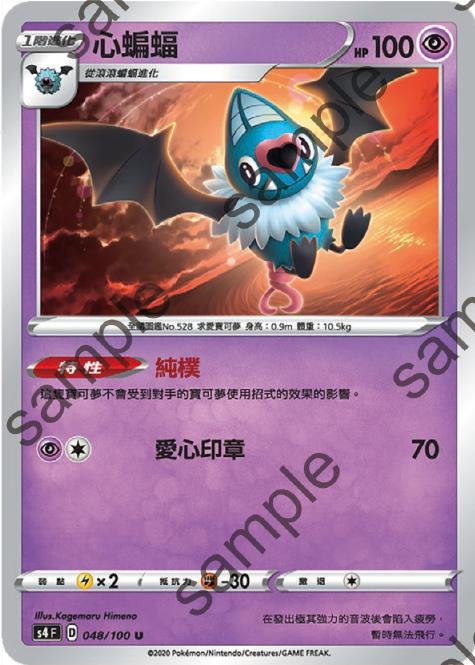 1階進化
心蝙蝠
HP 100
從滾滾蝙蝠進化
全國圖鑑No.528 求愛寶可夢 身高：0.9m 體重：10.5kg
特性 純樸
這隻寶可夢不會受到對手的寶可夢使用招式的效果的影響。
愛心印章 70
弱點 ×2 抵抗力 -30 撤退
Illus.Kagemaru Himeno
s4 F D 048/100 U
在發出極其強力的音波後會陷入疲勞，
暫時無法飛行。
©2020 Pokémon/Nintendo/Creatures/GAME FREAK.
sample
sample
sample
sample
sample
sample
sample